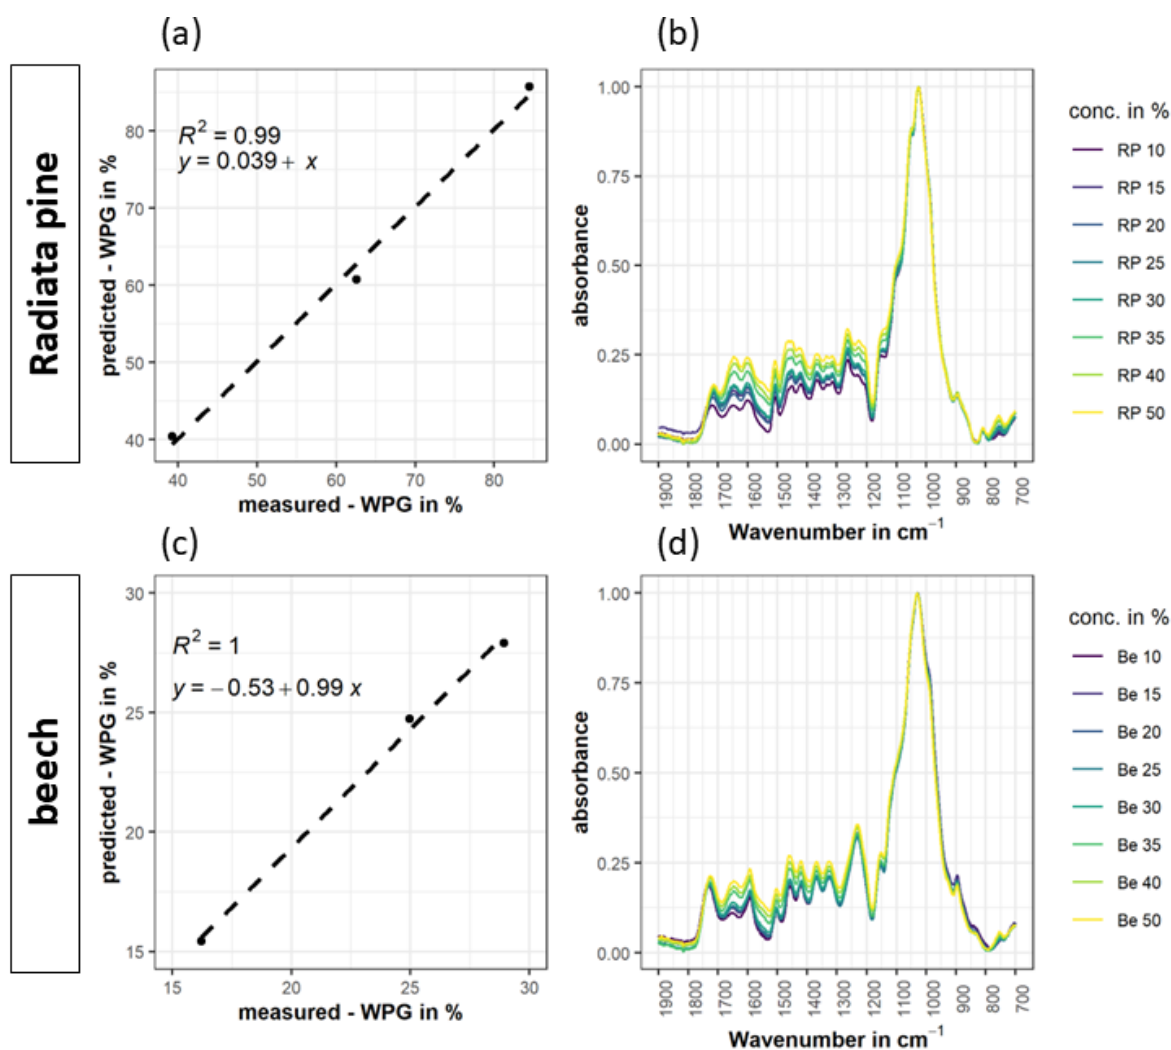 (a)
(b)
Radiata pine
predicted - WPG in %
80
70
60
50
40
R² = 0.99
y = 0.039 + x
40
50
60
70
80
measured - WPG in %
absorbance
1.00
0.75
0.50
0.25
0.00
1900
1800
1700
1600
1500
1400
1300
1200
1100
1000
900
800
700
Wavenumber in cm⁻¹
conc. in %
RP 10
RP 15
RP 20
RP 25
RP 30
RP 35
RP 40
RP 50
(c)
(d)
beech
predicted - WPG in %
30
25
20
15
R² = 1
y = −0.53 + 0.99 x
15
20
25
30
measured - WPG in %
absorbance
1.00
0.75
0.50
0.25
0.00
1900
1800
1700
1600
1500
1400
1300
1200
1100
1000
900
800
700
Wavenumber in cm⁻¹
conc. in %
Be 10
Be 15
Be 20
Be 25
Be 30
Be 35
Be 40
Be 50